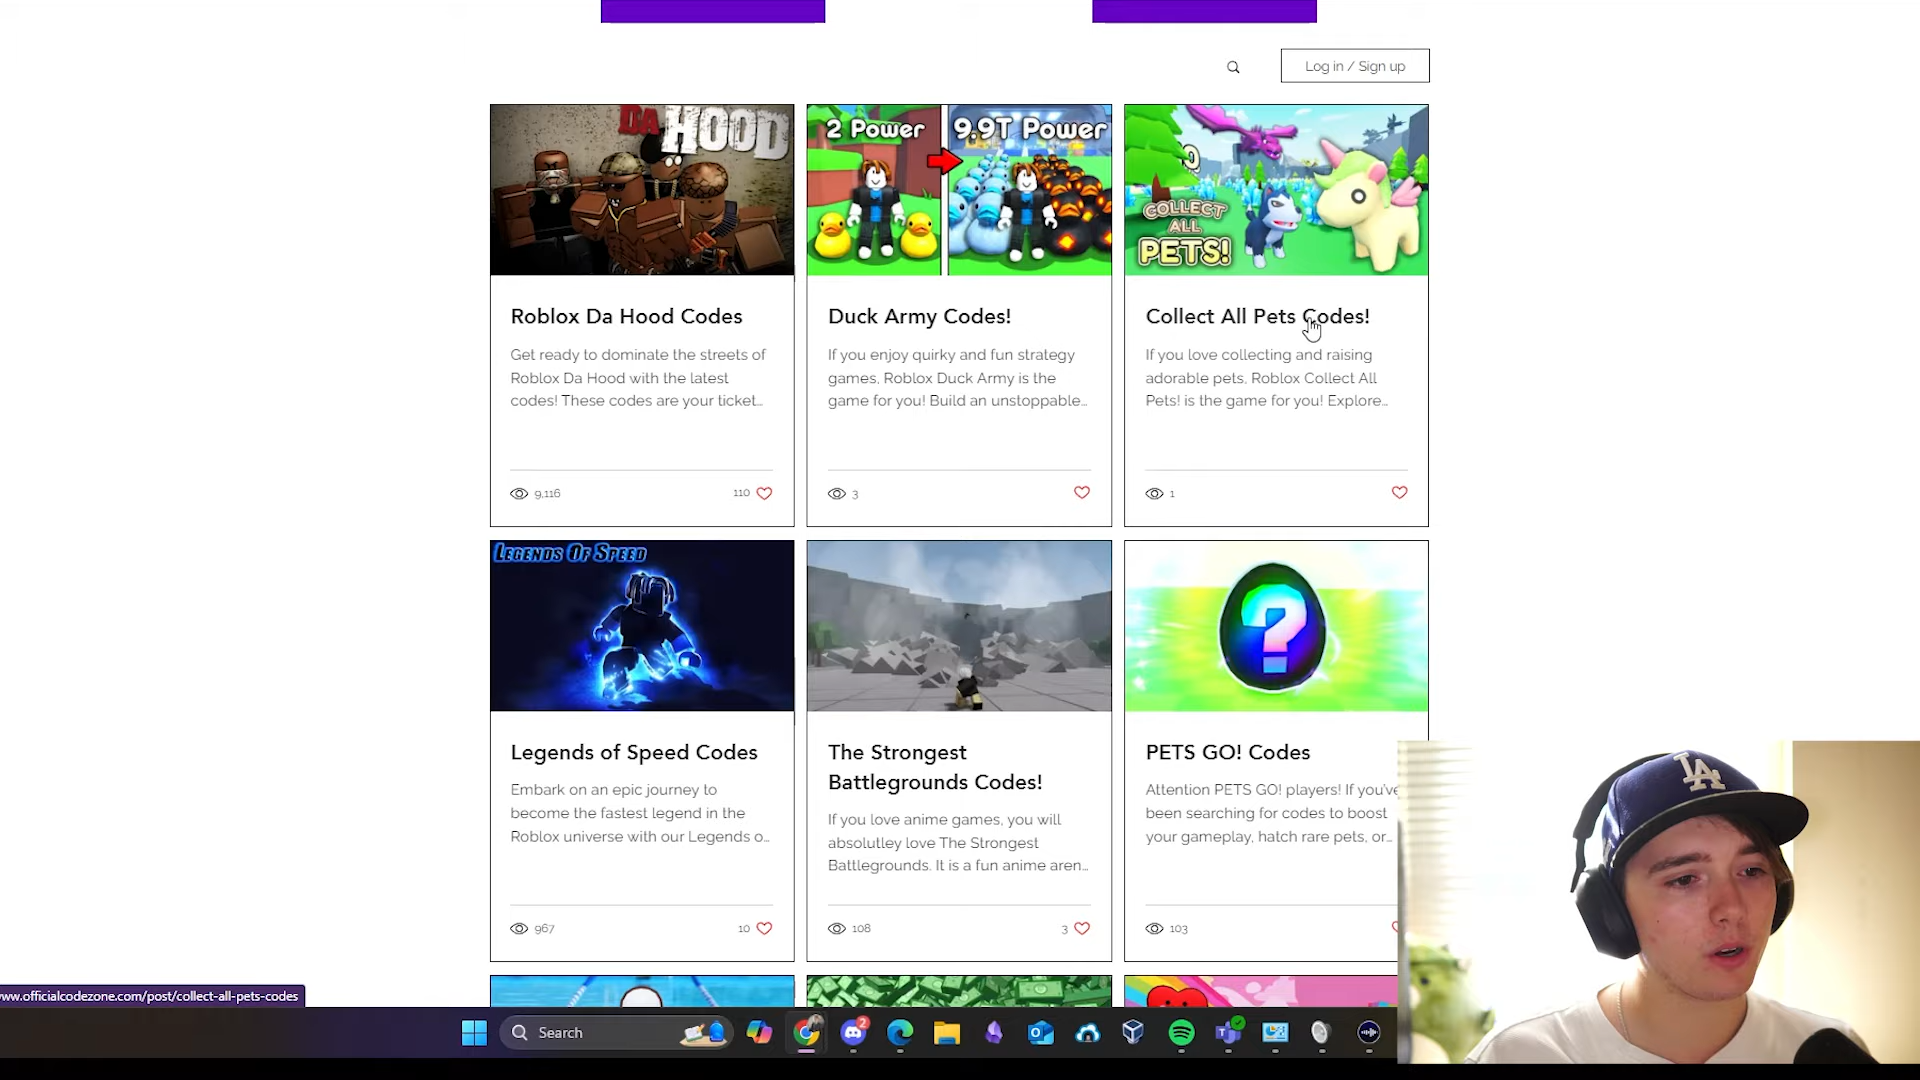 Log in / Sign up
DA HOOD
2 Power
9.9T Power
COLLECT
ALL
PETS!
Roblox Da Hood Codes
Get ready to dominate the streets of
Roblox Da Hood with the latest
codes! These codes are your ticket...
9,116
110
Duck Army Codes!
If you enjoy quirky and fun strategy
games, Roblox Duck Army is the
game for you! Build an unstoppable...
3
Collect All Pets Codes!
If you love collecting and raising
adorable pets, Roblox Collect All
Pets! is the game for you! Explore...
1
LEGENDS OF SPEED
?
Legends of Speed Codes
Embark on an epic journey to
become the fastest legend in the
Roblox universe with our Legends o...
967
10
The Strongest
Battlegrounds Codes!
If you love anime games, you will
absolutley love The Strongest
Battlegrounds. It is a fun anime aren...
108
3
PETS GO! Codes
Attention PETS GO! players! If you've
been searching for codes to boost
your gameplay, hatch rare pets, or...
103
LA
www.officialcodezone.com/post/collect-all-pets-codes
Search
2